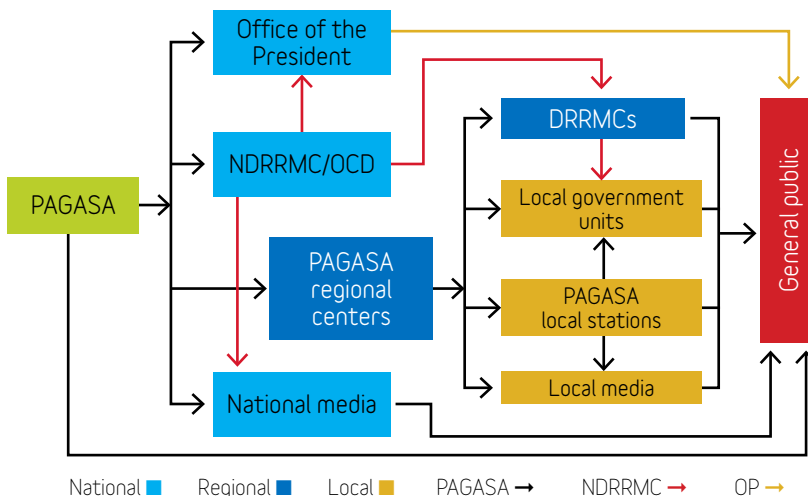 Office of the
President
DRRMCs
NDRRMC/OCD
PAGASA
Local government
units
General public
PAGASA
regional
centers
PAGASA
local stations
National media
Local media
National Regional Local PAGASA → NDRRMC → OP →